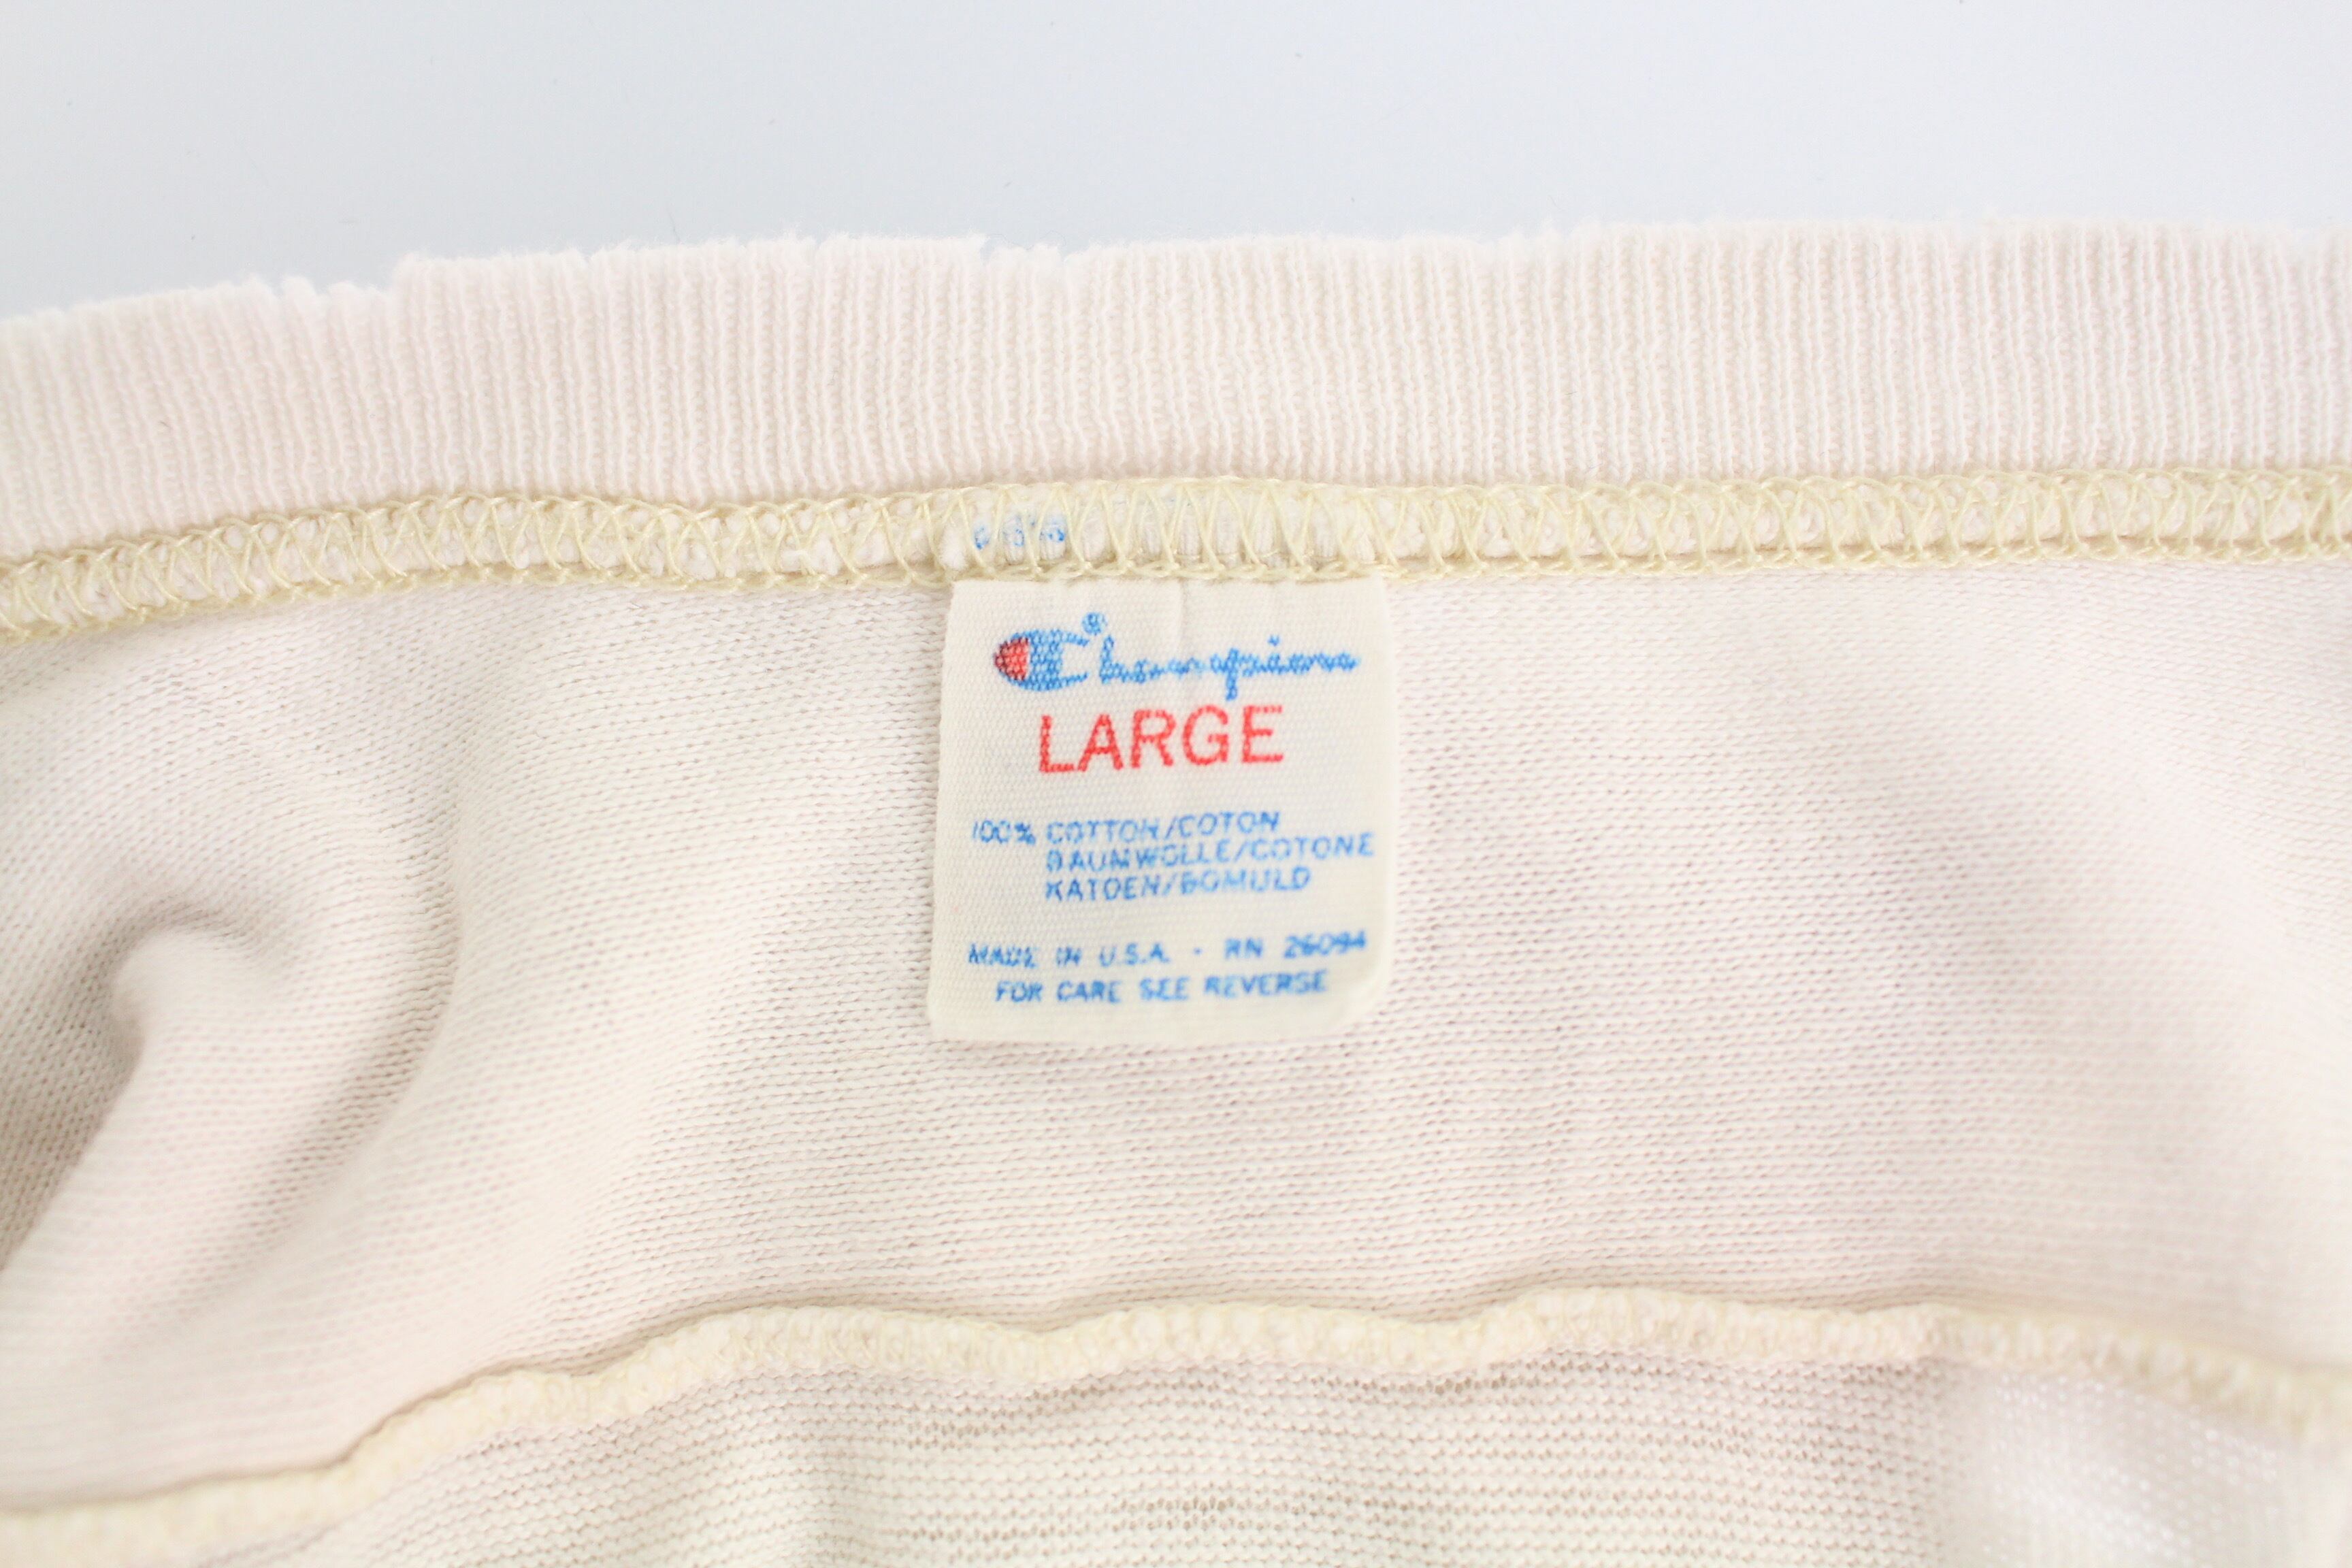 Champion®
LARGE
100% COTTON/COTON
BAUMWOLLE/COTONE
KATOEN/BOMULD
MADE IN U.S.A. - RN 26094
FOR CARE SEE REVERSE